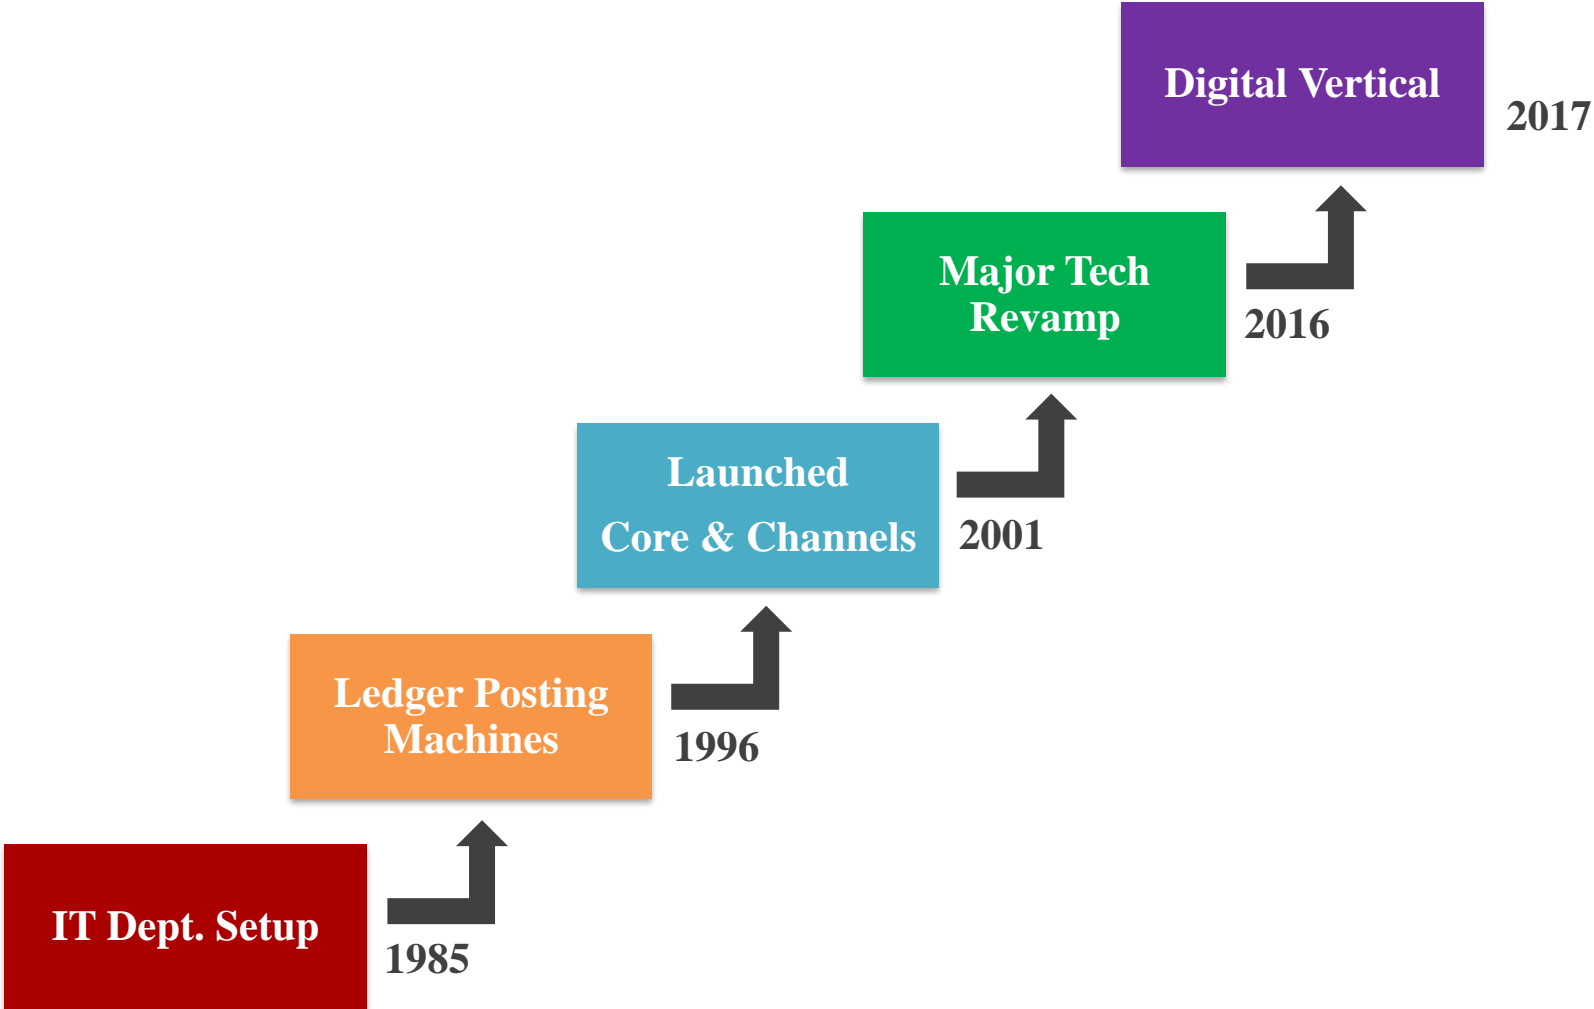 Digital Vertical
2017
Major Tech
Revamp
2016
Launched
Core & Channels
2001
Ledger Posting
Machines
1996
IT Dept. Setup
1985